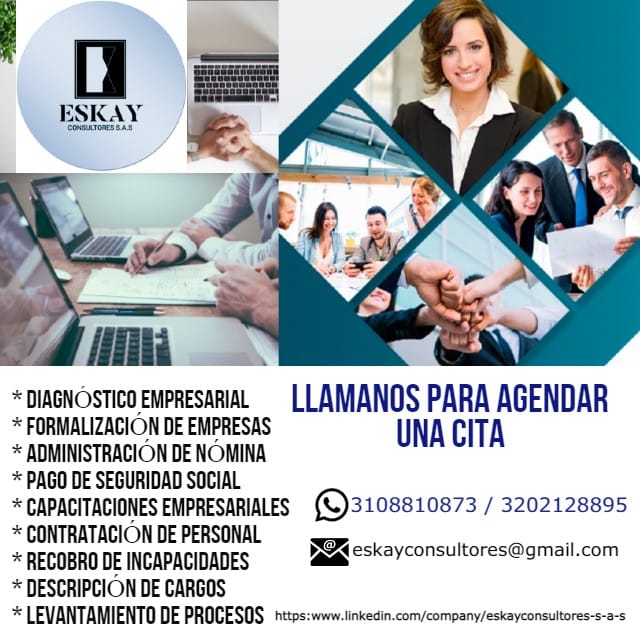 ESKAY
CONSULTORES S.A.S
* DIAGNÓSTICO EMPRESARIAL
* FORMALIZACIÓN DE EMPRESAS
* ADMINISTRACIÓN DE NÓMINA
* PAGO DE SEGURIDAD SOCIAL
* CAPACITACIONES EMPRESARIALES
* CONTRATACIÓN DE PERSONAL
* RECOBRO DE INCAPACIDADES
* DESCRIPCIÓN DE CARGOS
* LEVANTAMIENTO DE PROCESOS
LLAMANOS PARA AGENDAR
UNA CITA
3108810873 / 3202128895
eskayconsultores@gmail.com
https:www.linkedin.com/company/eskayconsultores-s-a-s